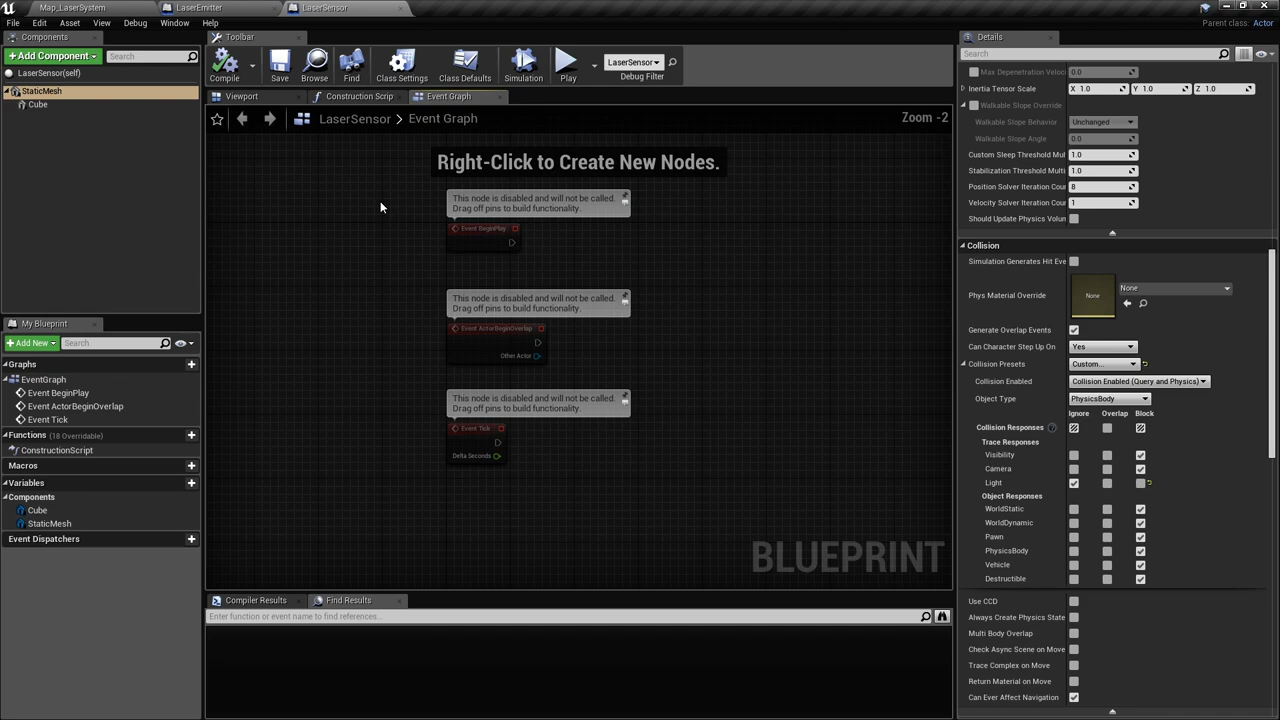 Map_LaserSystem
LaserEmitter
LaserSensor
File
Edit
Asset
View
Debug
Window
Help
Parent class: Actor
Components
Add Component
Search
LaserSensor(self)
StaticMesh
Cube
My Blueprint
Add New
Search
Graphs
EventGraph
Event BeginPlay
Event ActorBeginOverlap
Event Tick
Functions (18 Overridable)
ConstructionScript
Macros
Variables
Components
Cube
StaticMesh
Event Dispatchers
Toolbar
Compile
Save
Browse
Find
Class Settings
Class Defaults
Simulation
Play
LaserSensor
Debug Filter
Viewport
Construction Scrip
Event Graph
LaserSensor > Event Graph
Zoom -2
Right-Click to Create New Nodes.
This node is disabled and will not be called.
Drag off pins to build functionality.
Event BeginPlay
This node is disabled and will not be called.
Drag off pins to build functionality.
Event ActorBeginOverlap
Other Actor
This node is disabled and will not be called.
Drag off pins to build functionality.
Event Tick
Delta Seconds
BLUEPRINT
Compiler Results
Find Results
Enter function or event name to find references...
Details
Search
Max Depenetration Veloc 0.0
Inertia Tensor Scale X 1.0 Y 1.0 Z 1.0
Walkable Slope Override
Walkable Slope Behavior Unchanged
Walkable Slope Angle 0.0
Custom Sleep Threshold Mul 1.0
Stabilization Threshold Multi 1.0
Position Solver Iteration Cou 8
Velocity Solver Iteration Cou 1
Should Update Physics Volun
Collision
Simulation Generates Hit Eve
Phys Material Override None None
Generate Overlap Events
Can Character Step Up On Yes
Collision Presets Custom...
Collision Enabled Collision Enabled (Query and Physics)
Object Type PhysicsBody
Ignore Overlap Block
Collision Responses
Trace Responses
Visibility
Camera
Light
Object Responses
WorldStatic
WorldDynamic
Pawn
PhysicsBody
Vehicle
Destructible
Use CCD
Always Create Physics State
Multi Body Overlap
Check Async Scene on Move
Trace Complex on Move
Return Material on Move
Can Ever Affect Navigation